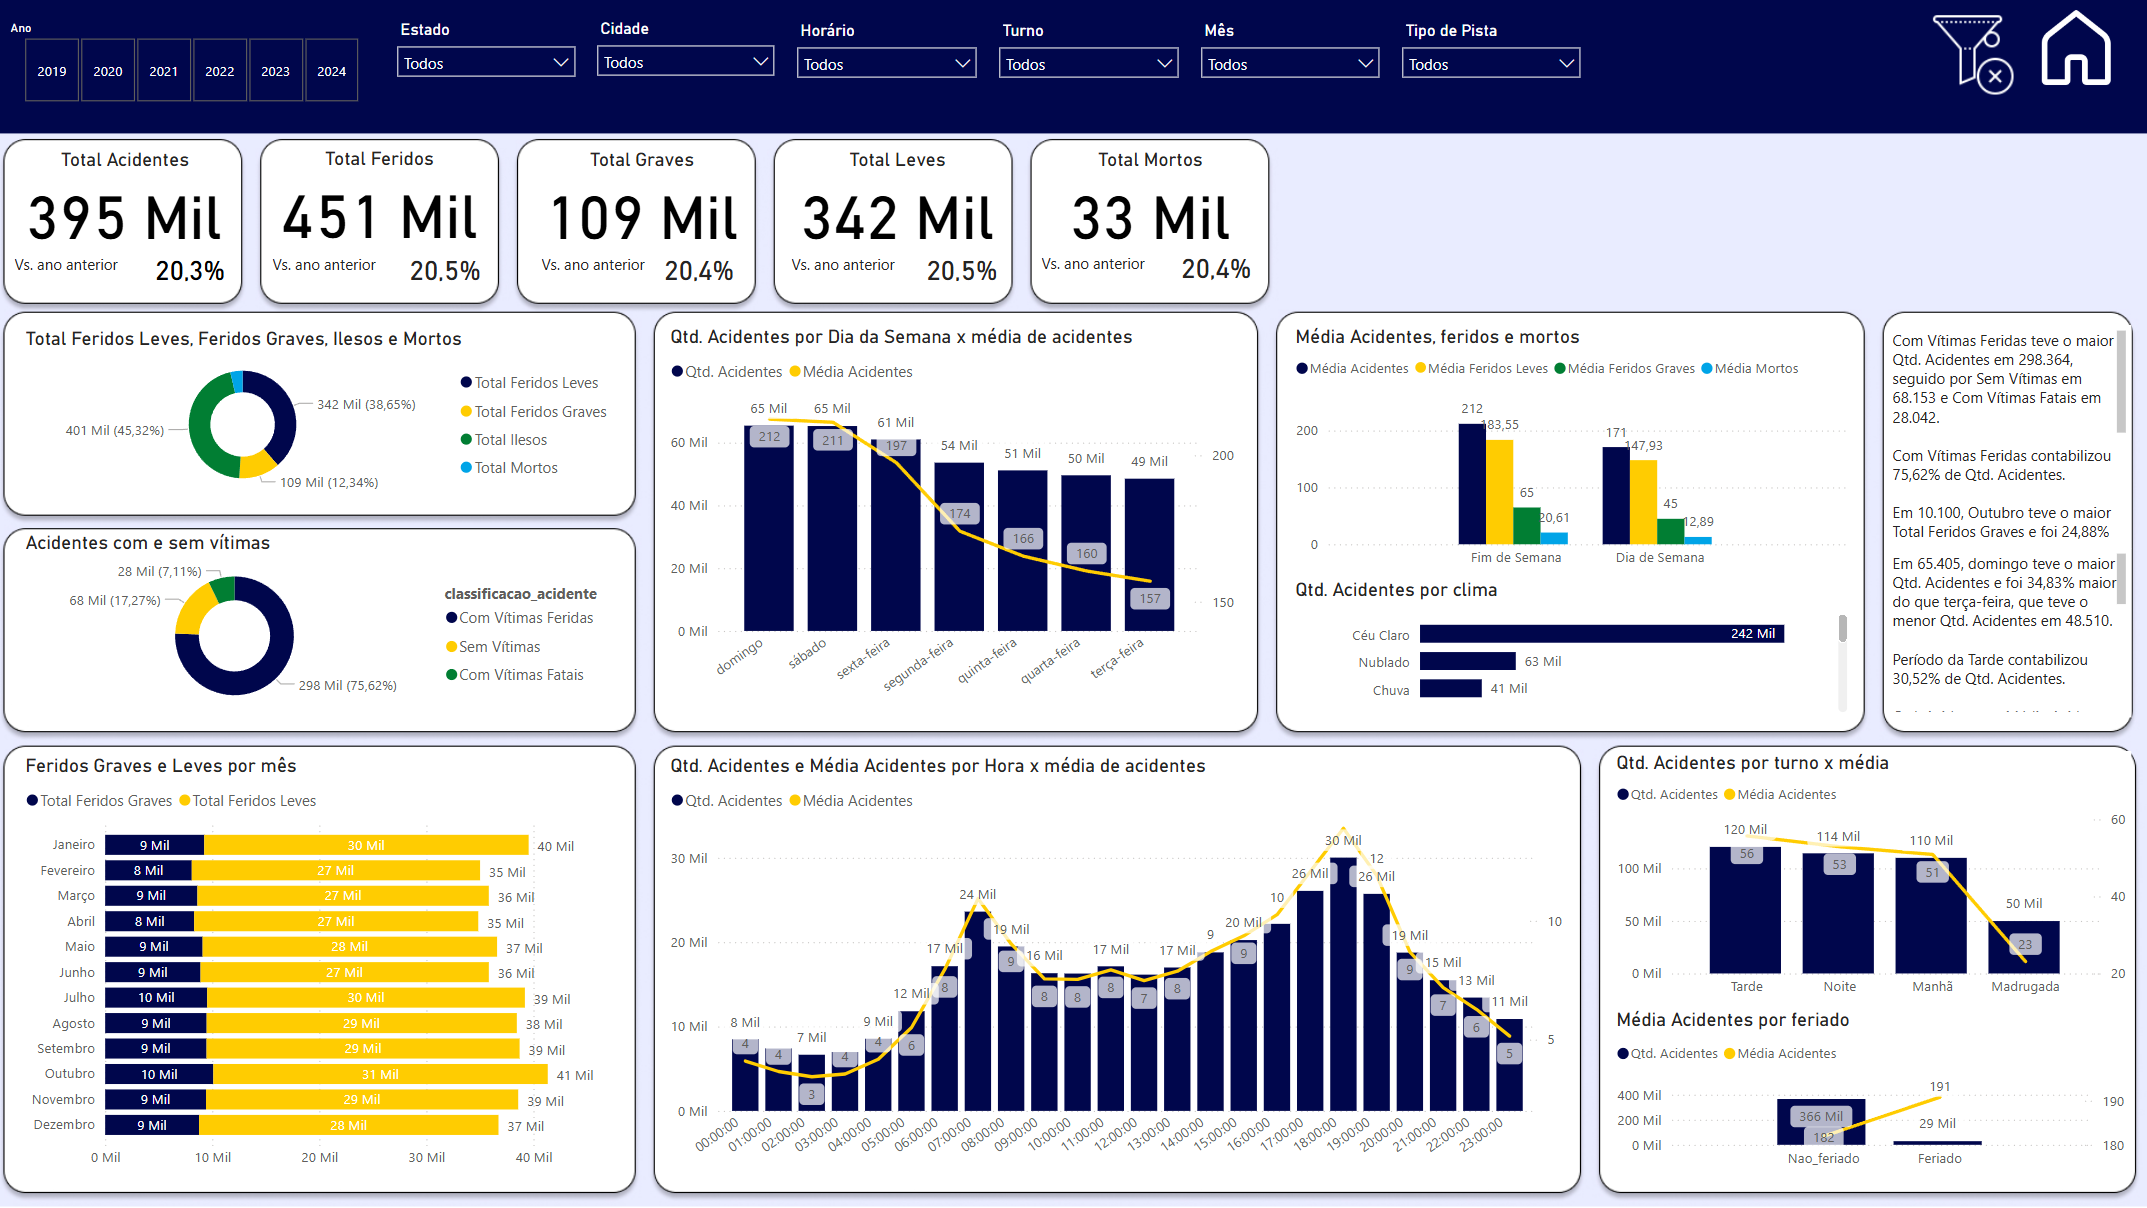 Ano
2019 2020 2021 2022 2023 2024
Estado
Todos
Cidade
Todos
Horário
Todos
Turno
Todos
Mês
Todos
Tipo de Pista
Todos
Total Acidentes
395 Mil
Vs. ano anterior 20,3%
Total Feridos
451 Mil
Vs. ano anterior 20,5%
Total Graves
109 Mil
Vs. ano anterior 20,4%
Total Leves
342 Mil
Vs. ano anterior 20,5%
Total Mortos
33 Mil
Vs. ano anterior 20,4%
Total Feridos Leves, Feridos Graves, Ilesos e Mortos
342 Mil (38,65%)
401 Mil (45,32%)
109 Mil (12,34%)
Total Feridos Leves
Total Feridos Graves
Total Ilesos
Total Mortos
Acidentes com e sem vítimas
28 Mil (7,11%)
68 Mil (17,27%)
298 Mil (75,62%)
classificacao_acidente
Com Vítimas Feridas
Sem Vítimas
Com Vítimas Fatais
Qtd. Acidentes por Dia da Semana x média de acidentes
Qtd. Acidentes Média Acidentes
65 Mil 65 Mil 61 Mil 54 Mil 51 Mil 50 Mil 49 Mil
212 211 197 174 166 160 157
60 Mil
40 Mil
20 Mil
0 Mil
200
150
domingo sábado sexta-feira segunda-feira quinta-feira quarta-feira terça-feira
Média Acidentes, feridos e mortos
Média Acidentes Média Feridos Leves Média Feridos Graves Média Mortos
200
100
0
212 183,55 65 20,61
171 147,93 45 12,89
Fim de Semana Dia de Semana
Qtd. Acidentes por clima
Céu Claro 242 Mil
Nublado 63 Mil
Chuva 41 Mil
Com Vítimas Feridas teve o maior
Qtd. Acidentes em 298.364,
seguido por Sem Vítimas em
68.153 e Com Vítimas Fatais em
28.042.
Com Vítimas Feridas contabilizou
75,62% de Qtd. Acidentes.
Em 10.100, Outubro teve o maior
Total Feridos Graves e foi 24,88%
Em 65.405, domingo teve o maior
Qtd. Acidentes e foi 34,83% maior
do que terça-feira, que teve o
menor Qtd. Acidentes em 48.510.
Período da Tarde contabilizou
30,52% de Qtd. Acidentes.
Feridos Graves e Leves por mês
Total Feridos Graves Total Feridos Leves
Janeiro 9 Mil 30 Mil 40 Mil
Fevereiro 8 Mil 27 Mil 35 Mil
Março 9 Mil 27 Mil 36 Mil
Abril 8 Mil 27 Mil 35 Mil
Maio 9 Mil 28 Mil 37 Mil
Junho 9 Mil 27 Mil 36 Mil
Julho 10 Mil 30 Mil 39 Mil
Agosto 9 Mil 29 Mil 38 Mil
Setembro 9 Mil 29 Mil 39 Mil
Outubro 10 Mil 31 Mil 41 Mil
Novembro 9 Mil 29 Mil 39 Mil
Dezembro 9 Mil 28 Mil 37 Mil
0 Mil 10 Mil 20 Mil 30 Mil 40 Mil
Qtd. Acidentes e Média Acidentes por Hora x média de acidentes
Qtd. Acidentes Média Acidentes
30 Mil
20 Mil
10 Mil
0 Mil
10
5
8 Mil 7 Mil 9 Mil 12 Mil 17 Mil 24 Mil 19 Mil 16 Mil 17 Mil 17 Mil 9 20 Mil 10 26 Mil 30 Mil 12 26 Mil 19 Mil 15 Mil 13 Mil 11 Mil
4 4 3 4 4 6 8 9 8 8 8 7 8 9 9 7 6 5
00:00:00 01:00:00 02:00:00 03:00:00 04:00:00 05:00:00 06:00:00 07:00:00 08:00:00 09:00:00 10:00:00 11:00:00 12:00:00 13:00:00 14:00:00 15:00:00 16:00:00 17:00:00 18:00:00 19:00:00 20:00:00 21:00:00 22:00:00 23:00:00
Qtd. Acidentes por turno x média
Qtd. Acidentes Média Acidentes
100 Mil
50 Mil
0 Mil
60
40
20
120 Mil 114 Mil 110 Mil 50 Mil
56 53 51 23
Tarde Noite Manhã Madrugada
Média Acidentes por feriado
Qtd. Acidentes Média Acidentes
400 Mil
200 Mil
0 Mil
190
180
366 Mil
182
191
29 Mil
Nao_feriado Feriado